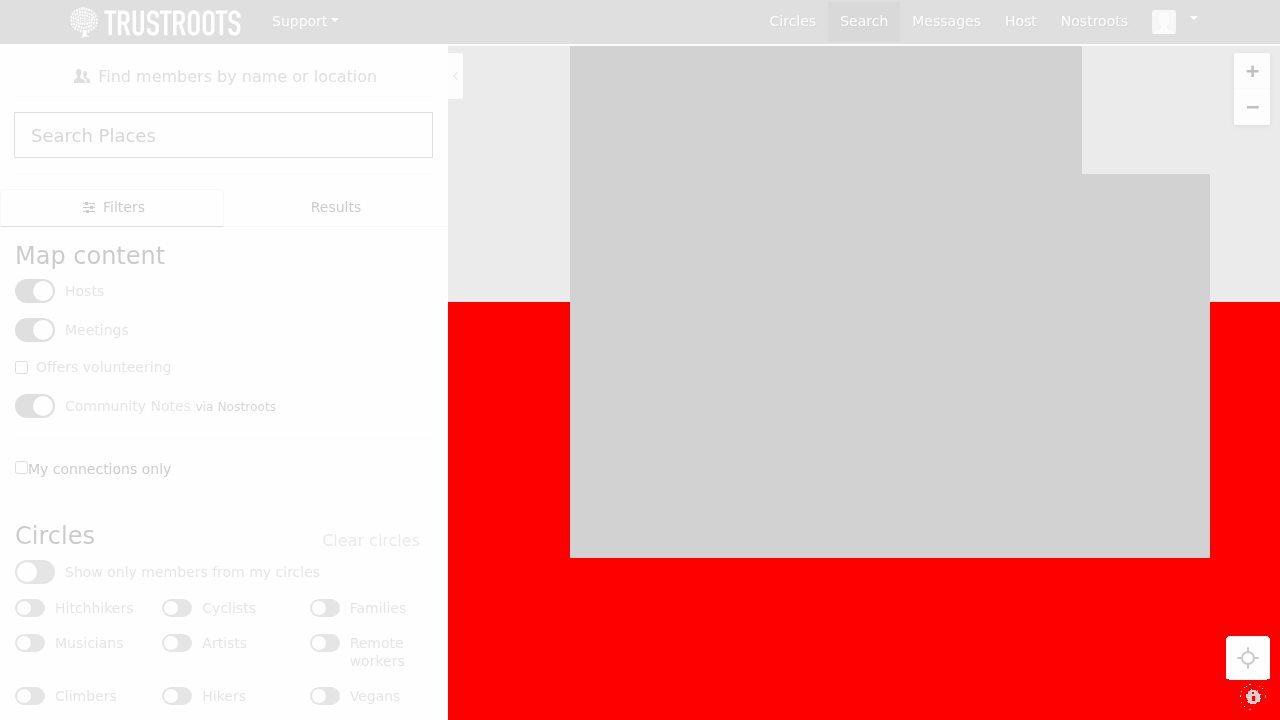 TRUSTROOTS Support Circles Search Messages Host Nostroots
Find members by name or location
Search Places
Filters Results
Map content
Hosts
Meetings
Offers volunteering
Community Notes via Nostroots
My connections only
Circles Clear circles
Show only members from my circles
Hitchhikers Cyclists Families
Musicians Artists Remote workers
Climbers Hikers Vegans